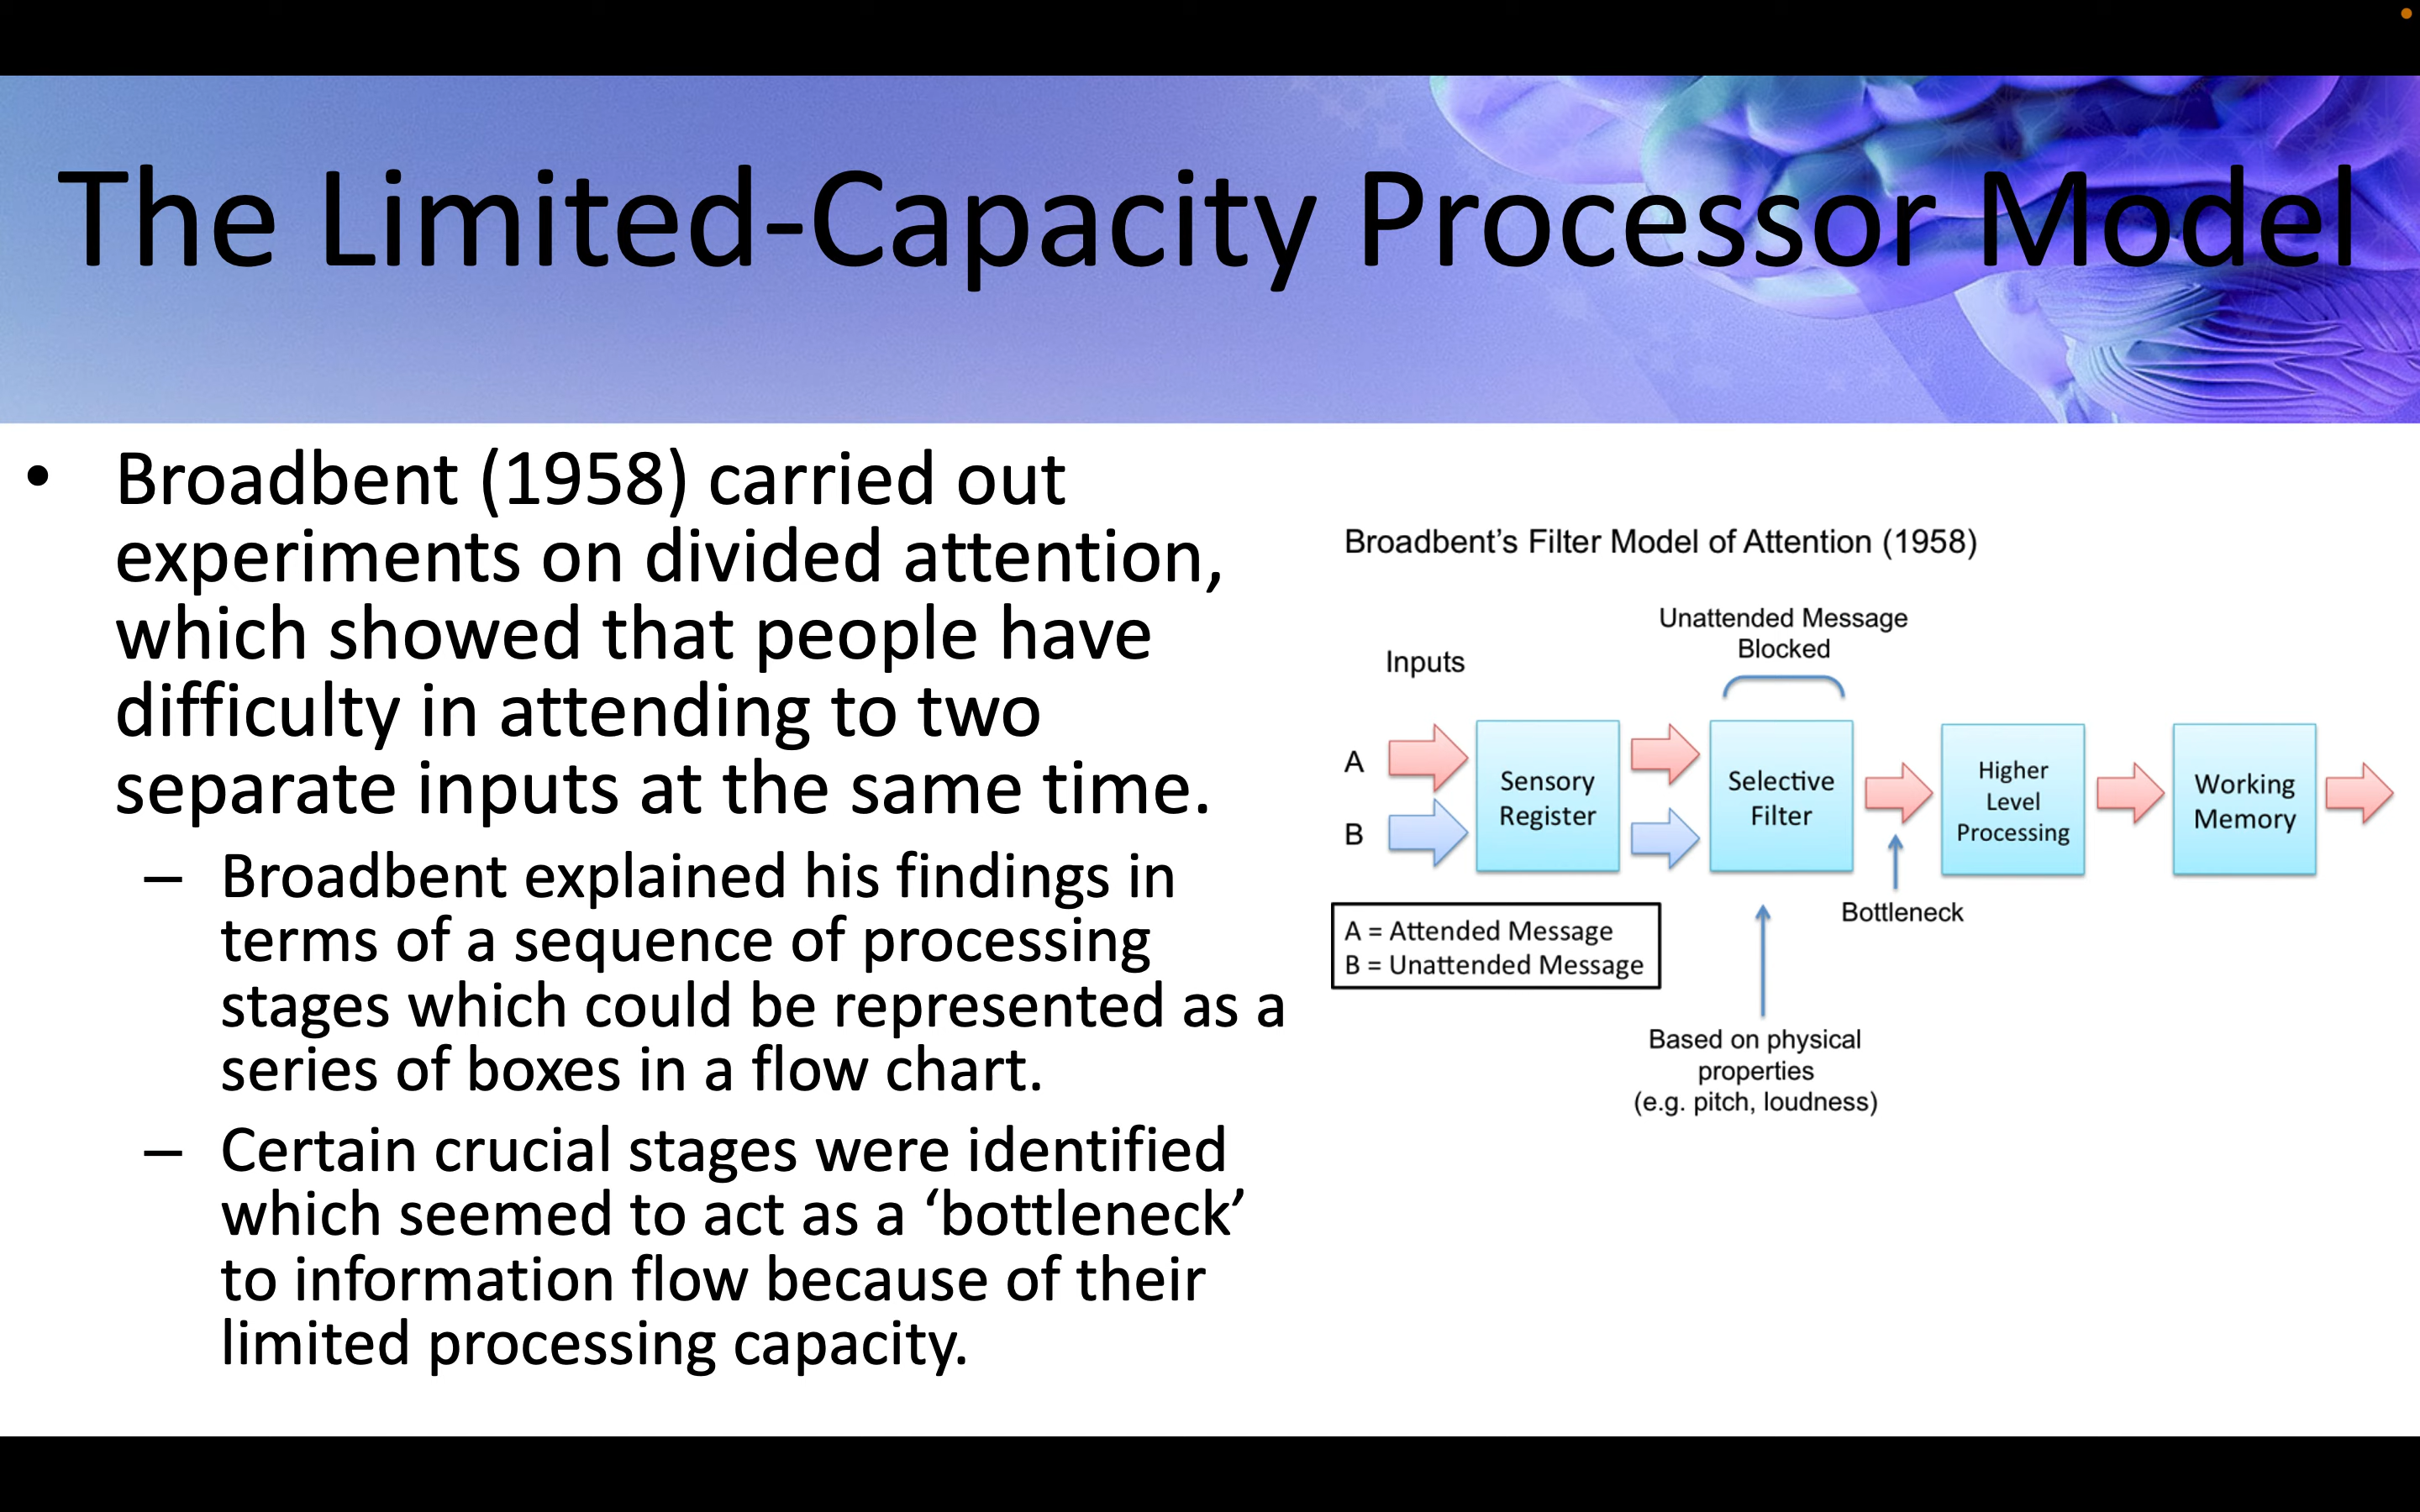 The Limited-Capacity Processor Model
• Broadbent (1958) carried out
experiments on divided attention,
which showed that people have
difficulty in attending to two
separate inputs at the same time.
– Broadbent explained his findings in
terms of a sequence of processing
stages which could be represented as a
series of boxes in a flow chart.
– Certain crucial stages were identified
which seemed to act as a ‘bottleneck’
to information flow because of their
limited processing capacity.
Broadbent’s Filter Model of Attention (1958)
Unattended Message
Blocked
Inputs
A
B
Sensory
Register
Selective
Filter
Higher
Level
Processing
Working
Memory
Bottleneck
A = Attended Message
B = Unattended Message
Based on physical
properties
(e.g. pitch, loudness)